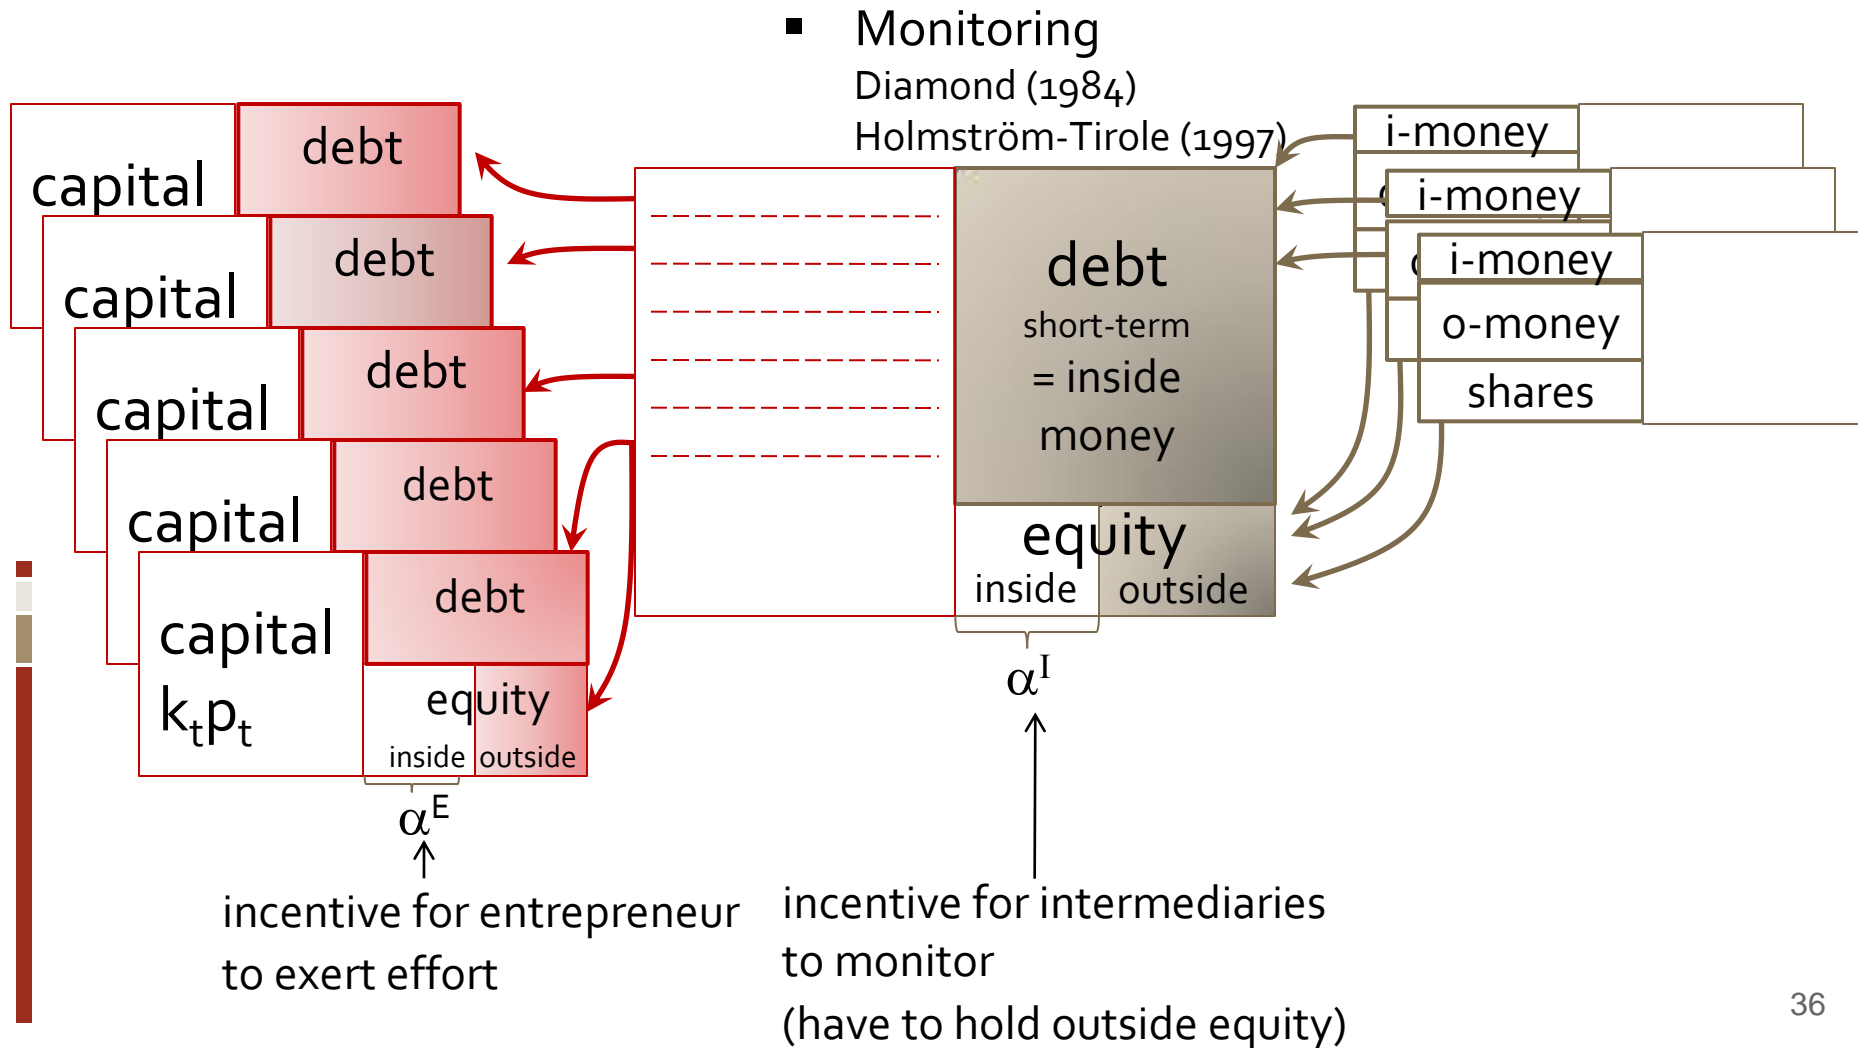 ▪ Monitoring
Diamond (1984)
Holmström-Tirole (1997)
capital
debt
capital
debt
capital
debt
capital
debt
capital
k_t p_t
debt
equity
inside
outside
α^E
incentive for entrepreneur
to exert effort
debt
short-term
= inside
money
equity
inside
outside
α^I
incentive for intermediaries
to monitor
(have to hold outside equity)
i-money
i-money
i-money
o-money
shares
36